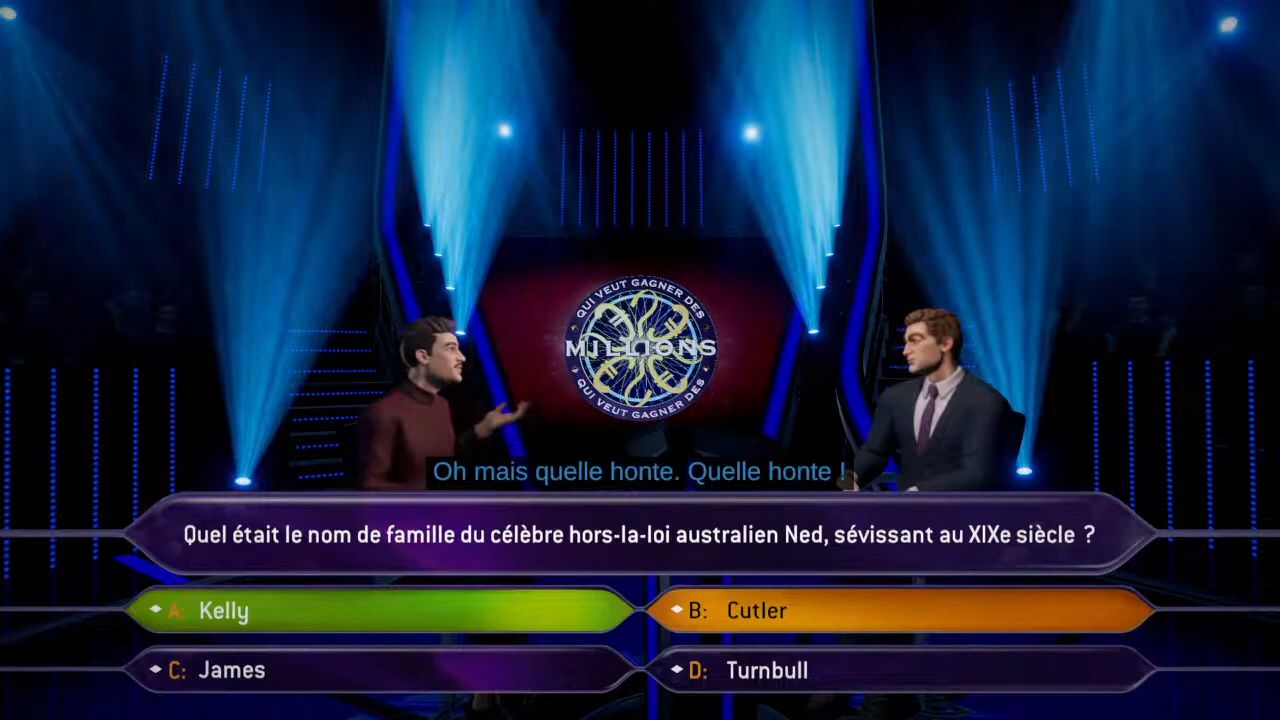 QUI VEUT GAGNER DES
MILLIONS
QUI VEUT GAGNER DES
Oh mais quelle honte. Quelle honte !
Quel était le nom de famille du célèbre hors-la-loi australien Ned, sévissant au XIXe siècle ?
A: Kelly
B: Cutler
C: James
D: Turnbull